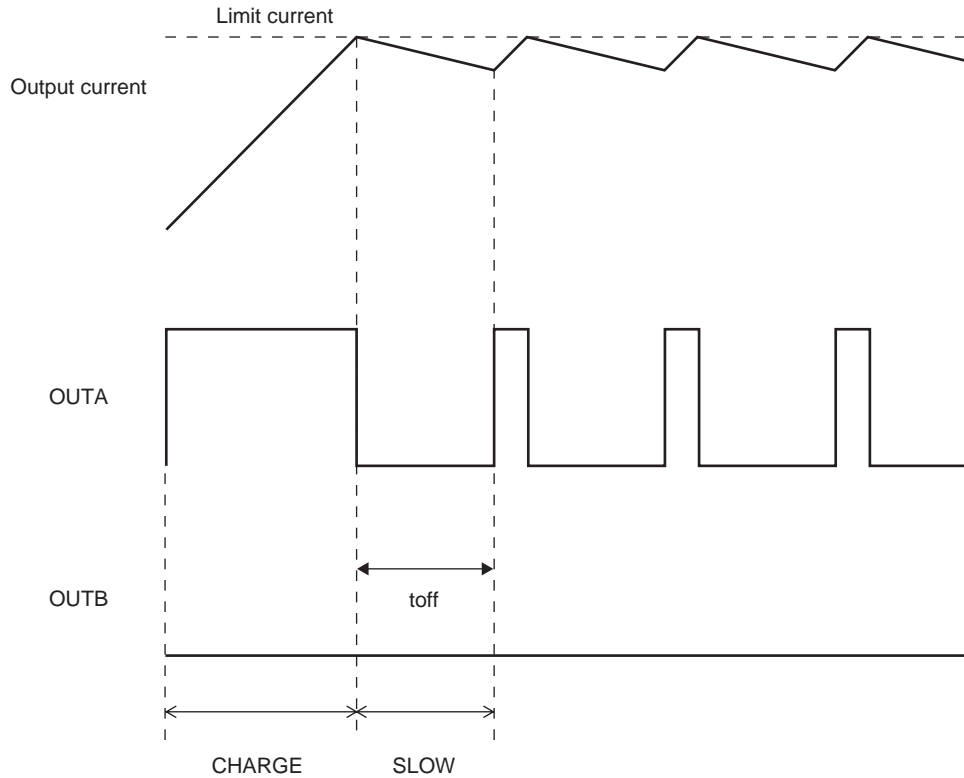 Limit current
Output current
OUTA
OUTB
toff
CHARGE
SLOW